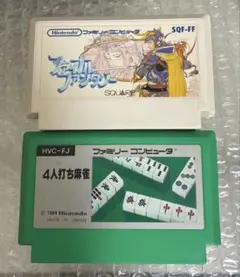 Nintendo ファミリーコンピュータ SQF-FF
ファイナル
ファンタジー
SQUARE
HVC-FJ ファミリー コンピュータ
4人打ち麻雀
© 1984 Nintendo